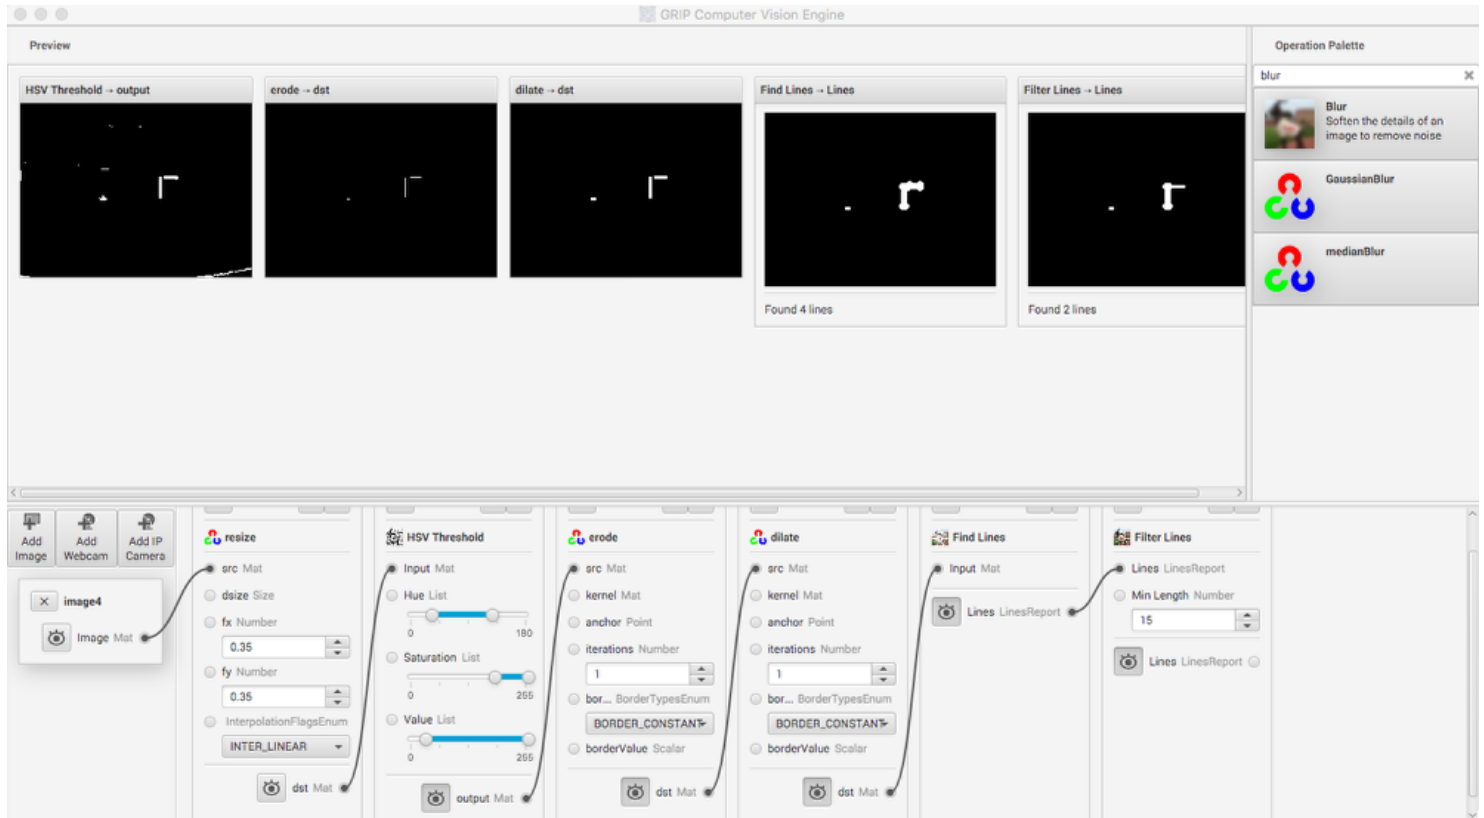 GRIP Computer Vision Engine
Preview
HSV Threshold → output
erode → dst
dilate → dst
Find Lines → Lines
Found 4 lines
Filter Lines → Lines
Found 2 lines
Operation Palette
blur
Blur
Soften the details of an
image to remove noise
GaussianBlur
medianBlur
Add
Image
Add
Webcam
Add IP
Camera
image4
Image Mat
resize
src Mat
dsize Size
fx Number
0.35
fy Number
0.35
InterpolationFlagsEnum
INTER_LINEAR
dst Mat
HSV Threshold
Input Mat
Hue List
0 180
Saturation List
0 255
Value List
0 255
output Mat
erode
src Mat
kernel Mat
anchor Point
iterations Number
1
bor... BorderTypesEnum
BORDER_CONSTANT
borderValue Scalar
dst Mat
dilate
src Mat
kernel Mat
anchor Point
iterations Number
1
bor... BorderTypesEnum
BORDER_CONSTANT
borderValue Scalar
dst Mat
Find Lines
Input Mat
Lines LinesReport
Filter Lines
Lines LinesReport
Min Length Number
15
Lines LinesReport